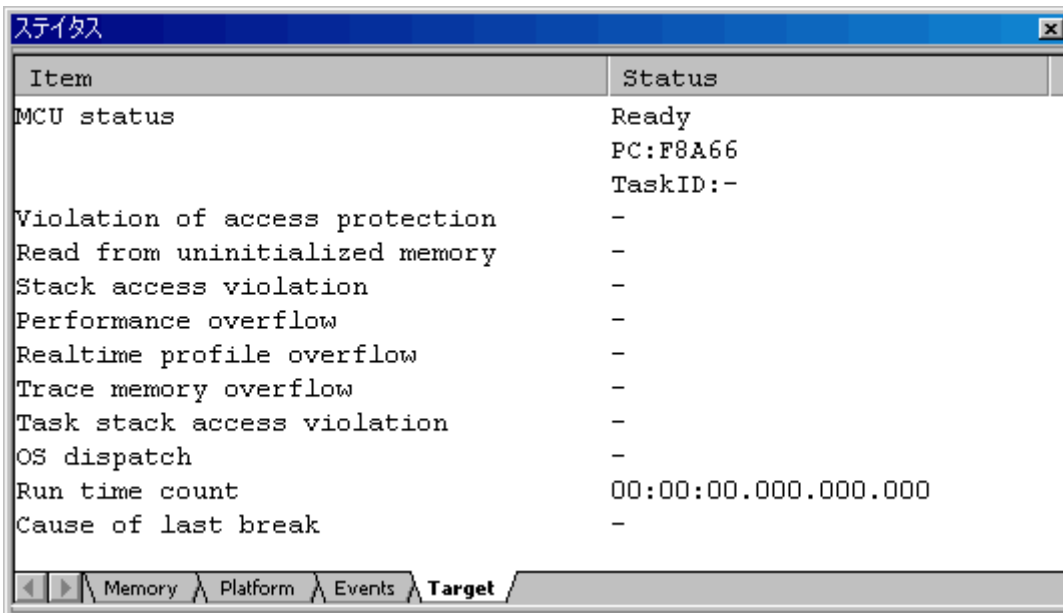 ステイタス
Item Status
MCU status Ready
PC:F8A66
TaskID:-
Violation of access protection -
Read from uninitialized memory -
Stack access violation -
Performance overflow -
Realtime profile overflow -
Trace memory overflow -
Task stack access violation -
OS dispatch -
Run time count 00:00:00.000.000.000
Cause of last break -
Memory Platform Events Target